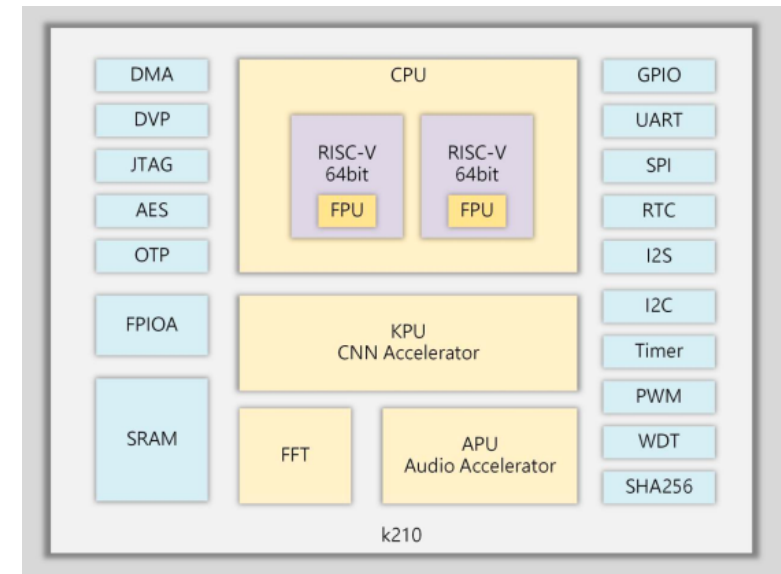 DMA
DVP
JTAG
AES
OTP
FPIOA
SRAM
CPU
RISC-V
64bit
FPU
RISC-V
64bit
FPU
KPU
CNN Accelerator
FFT
APU
Audio Accelerator
GPIO
UART
SPI
RTC
I2S
I2C
Timer
PWM
WDT
SHA256
k210